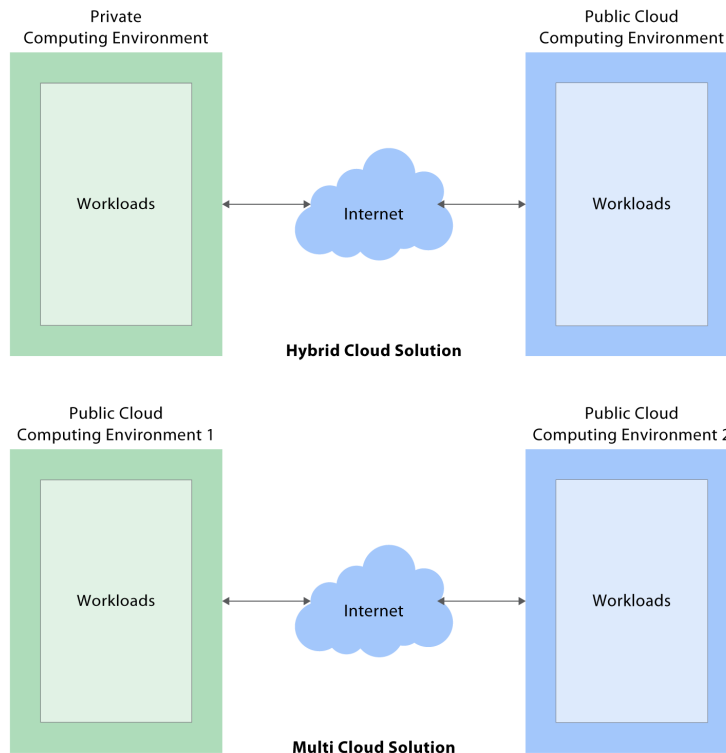 Private
Computing Environment
Public Cloud
Computing Environment
Workloads
Internet
Workloads
Hybrid Cloud Solution
Public Cloud
Computing Environment 1
Public Cloud
Computing Environment 2
Workloads
Internet
Workloads
Multi Cloud Solution